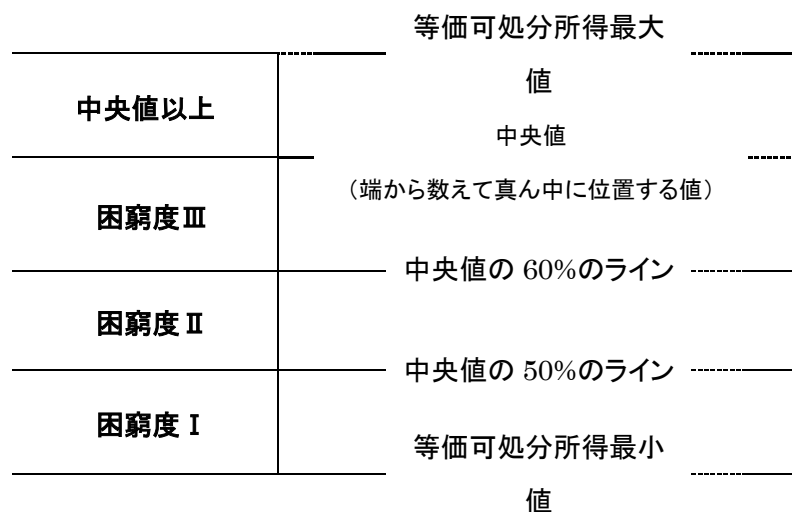 等価可処分所得最大
値
中央値以上
中央値
(端から数えて真ん中に位置する値)
困窮度Ⅲ
中央値の 60%のライン
困窮度Ⅱ
中央値の 50%のライン
困窮度Ⅰ
等価可処分所得最小
値